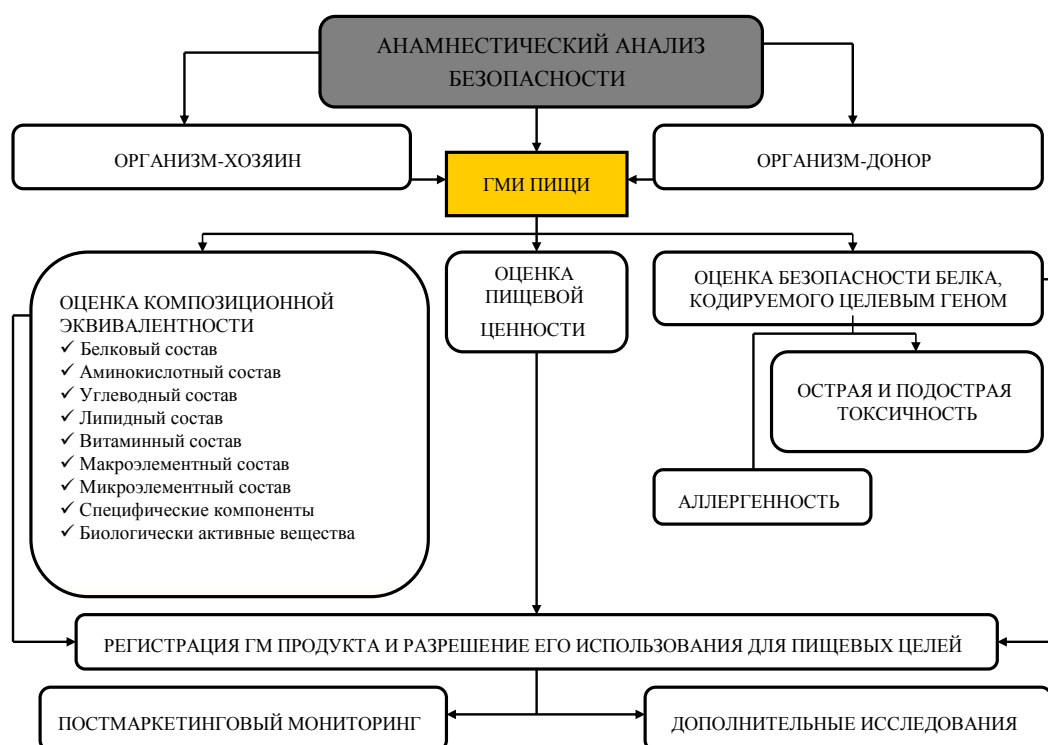 АНАМНЕСТИЧЕСКИЙ АНАЛИЗ
БЕЗОПАСНОСТИ
ОРГАНИЗМ-ХОЗЯИН
ОРГАНИЗМ-ДОНОР
ГМИ ПИЩИ
ОЦЕНКА КОМПОЗИЦИОННОЙ
ЭКВИВАЛЕНТНОСТИ
✓ Белковый состав
✓ Аминокислотный состав
✓ Углеводный состав
✓ Липидный состав
✓ Витаминный состав
✓ Макроэлементный состав
✓ Микроэлементный состав
✓ Специфические компоненты
✓ Биологически активные вещества
ОЦЕНКА
ПИЩЕВОЙ
ЦЕННОСТИ
ОЦЕНКА БЕЗОПАСНОСТИ БЕЛКА,
КОДИРУЕМОГО ЦЕЛЕВЫМ ГЕНОМ
ОСТРАЯ И ПОДОСТРАЯ
ТОКСИЧНОСТЬ
АЛЛЕРГЕННОСТЬ
РЕГИСТРАЦИЯ ГМ ПРОДУКТА И РАЗРЕШЕНИЕ ЕГО ИСПОЛЬЗОВАНИЯ ДЛЯ ПИЩЕВЫХ ЦЕЛЕЙ
ПОСТМАРКЕТИНГОВЫЙ МОНИТОРИНГ
ДОПОЛНИТЕЛЬНЫЕ ИССЛЕДОВАНИЯ